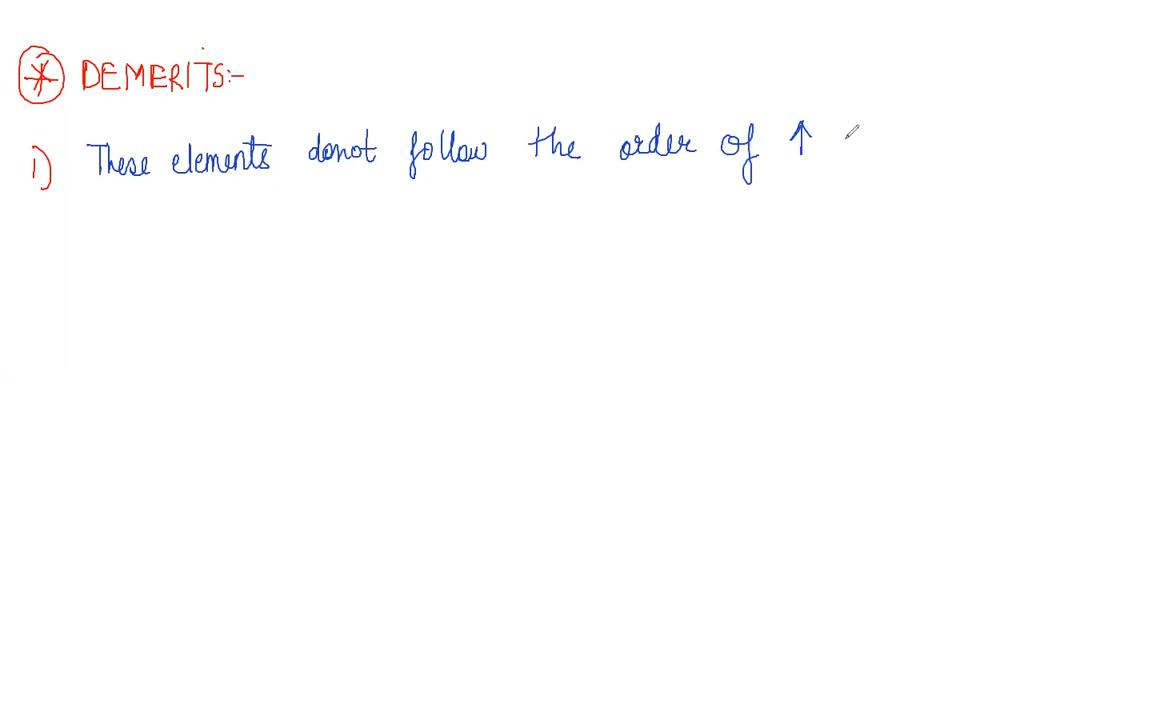 * DEMERITS:-
1) These elements donot follow the order of ↑